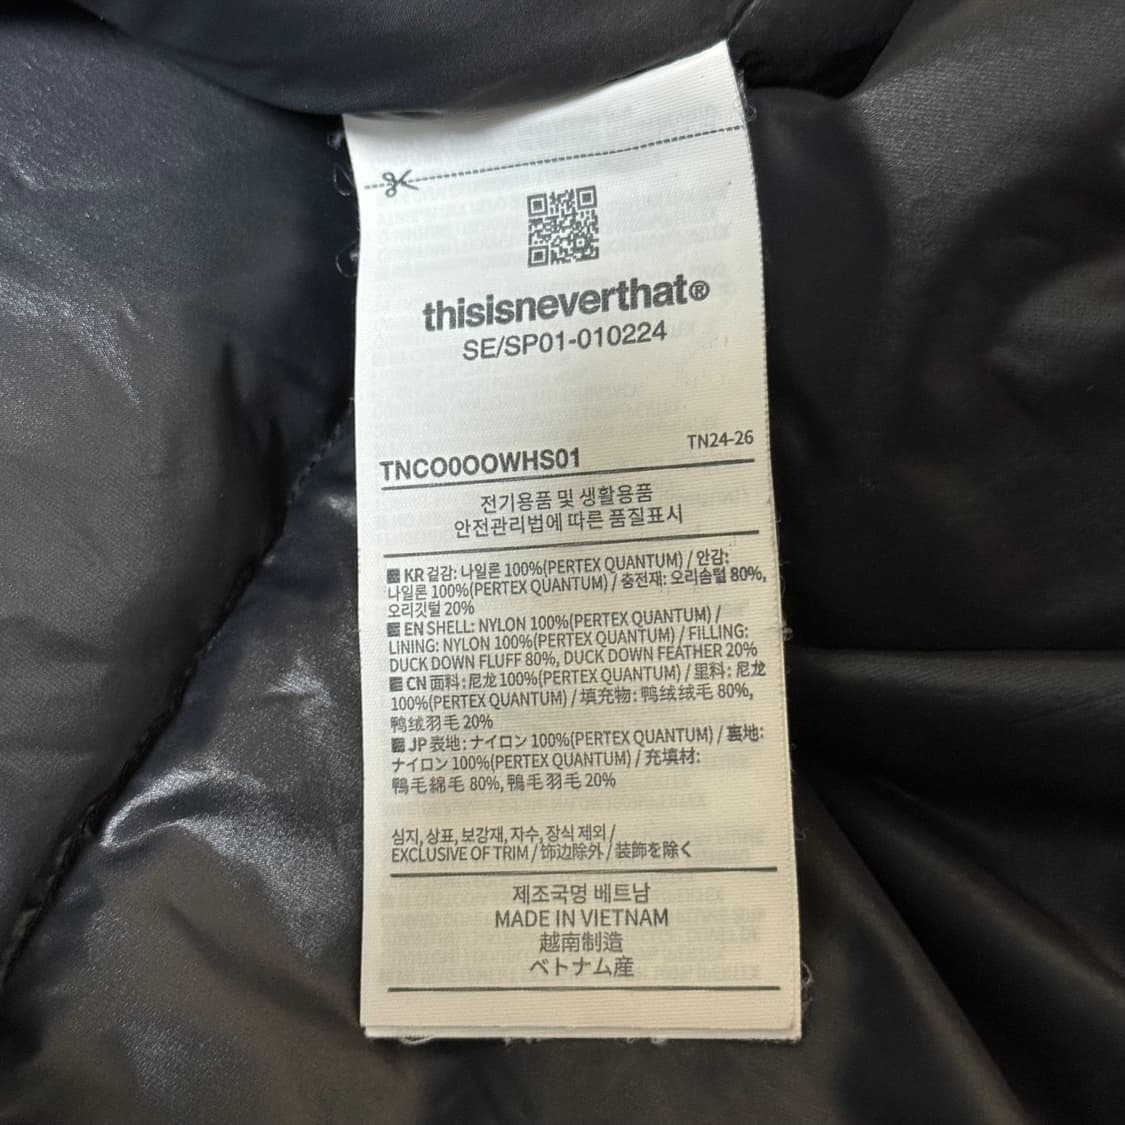 thisisneverthat®
SE/SP01-010224
TN24-26
TNCO0OOWHS01
전기용품 및 생활용품
안전관리법에 따른 품질표시
KR 겉감: 나일론 100%(PERTEX QUANTUM) / 안감:
나일론 100%(PERTEX QUANTUM) / 충전재: 오리솜털 80%,
오리깃털 20%
EN SHELL: NYLON 100%(PERTEX QUANTUM) /
LINING: NYLON 100%(PERTEX QUANTUM) / FILLING:
DUCK DOWN FLUFF 80%, DUCK DOWN FEATHER 20%
CN 面料: 尼龙 100%(PERTEX QUANTUM) / 里料: 尼龙
100%(PERTEX QUANTUM) / 填充物: 鸭绒绒毛 80%,
鸭绒羽毛 20%
JP 表地: ナイロン 100%(PERTEX QUANTUM) / 裏地:
ナイロン 100%(PERTEX QUANTUM) / 充填材:
鴨毛綿毛 80%, 鴨毛羽毛 20%
심지, 상표, 보강재, 자수, 장식 제외 /
EXCLUSIVE OF TRIM / 饰边除外 / 装飾を除く
제조국명 베트남
MADE IN VIETNAM
越南制造
ベトナム産